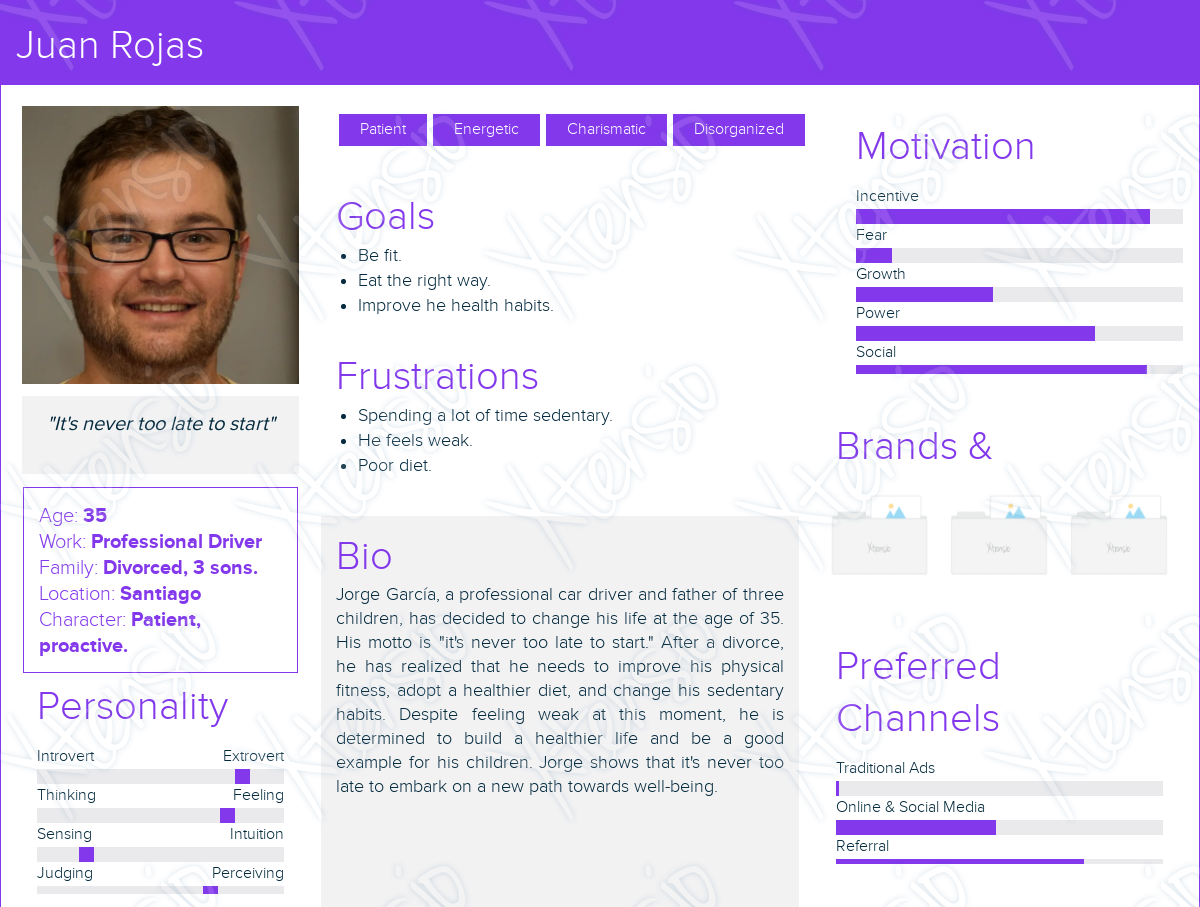 Juan Rojas
Patient
Energetic
Charismatic
Disorganized
"It's never too late to start"
Age: 35
Work: Professional Driver
Family: Divorced, 3 sons.
Location: Santiago
Character: Patient,
proactive.
Personality
Introvert Extrovert
Thinking Feeling
Sensing Intuition
Judging Perceiving
Goals
Be fit.
Eat the right way.
Improve he health habits.
Frustrations
Spending a lot of time sedentary.
He feels weak.
Poor diet.
Bio
Jorge García, a professional car driver and father of three
children, has decided to change his life at the age of 35.
His motto is "it's never too late to start." After a divorce,
he has realized that he needs to improve his physical
fitness, adopt a healthier diet, and change his sedentary
habits. Despite feeling weak at this moment, he is
determined to build a healthier life and be a good
example for his children. Jorge shows that it's never too
late to embark on a new path towards well-being.
Motivation
Incentive
Fear
Growth
Power
Social
Brands &
Xtensio
Xtensio
Xtensio
Preferred
Channels
Traditional Ads
Online & Social Media
Referral